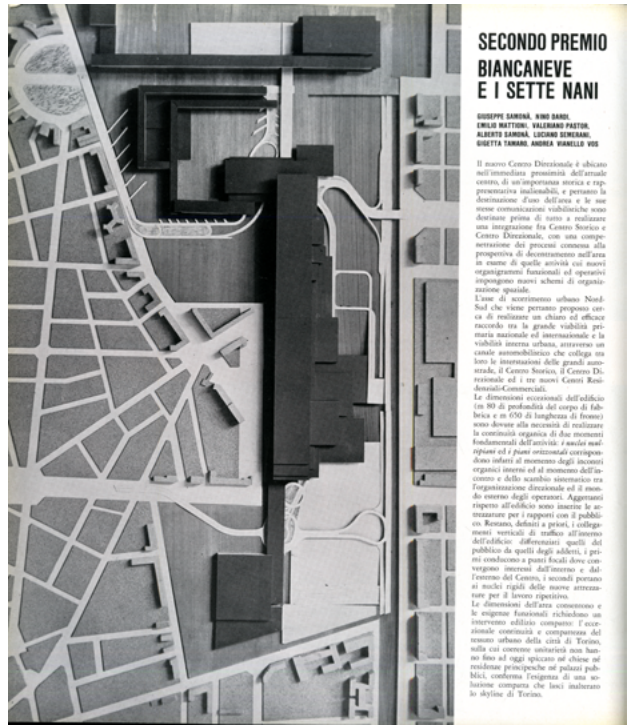 SECONDO PREMIO
BIANCANEVE
E I SETTE NANI
GIUSEPPE SAMONÀ, NINO DARDI,
EMILIO MATTIONI, VALERIANO PASTOR,
ALBERTO SAMONÀ, LUCIANO SEMERANI,
GIGETTA TAMARO, ANDREA VIANELLO VOS
Il nuovo Centro Direzionale è ubicato
nell'immediata prossimità dell'attuale
centro, di un'importanza storica e rap-
presentativa inalienabili, e pertanto la
destinazione d'uso dell'area e le sue
stesse comunicazioni viabilistiche sono
destinate prima di tutto a realizzare
una integrazione fra Centro Storico e
Centro Direzionale, con una compe-
netrazione dei processi connessa alla
prospettiva di decentramento nell'area
in esame di quelle attività cui nuovi
organigrammi funzionali ed operativi
impongono nuovi schemi di organiz-
zazione spaziale.
L'asse di scorrimento urbano Nord-
Sud che viene pertanto proposto cer-
ca di realizzare un chiaro ed efficace
raccordo tra la grande viabilità pri-
maria nazionale ed internazionale e la
viabilità interna urbana, attraverso un
canale automobilistico che collega tra
loro le interstazioni delle grandi auto-
strade, il Centro Storico, il Centro Di-
rezionale ed i tre nuovi Centri Resi-
denziali-Commerciali.
Le dimensioni eccezionali dell'edificio
(m 80 di profondità del corpo di fab-
brica e m 650 di lunghezza di fronte)
sono dovute alla necessità di realizzare
la continuità organica di due momenti
fondamentali dell'attività: i nuclei mul-
tipiani ed i piani orizzontali corrispon-
dono infatti al momento degli incontri
organici interni ed al momento dell'in-
contro e dello scambio sistematico tra
l'organizzazione direzionale ed il mon-
do esterno degli operatori. Aggettanti
rispetto all'edificio sono inserite le at-
trezzature per i rapporti con il pubbli-
co. Restano, definiti a priori, i collega-
menti verticali di traffico all'interno
dell'edificio: differenziati quelli del
pubblico da quelli degli addetti, i pri-
mi conducono a punti focali dove con-
vergono interessi dall'interno e dal-
l'esterno del Centro, i secondi portano
ai nuclei rigidi delle nuove attrezza-
ture per il lavoro ripetitivo.
Le dimensioni dell'area consentono e
le esigenze funzionali richiedono un
intervento edilizio compatto: l'ecce-
zionale continuità e compattezza del
tessuto urbano della città di Torino,
sulla cui corrente unitarietà non han-
no fino ad oggi spiccato né chiese né
residenze principesche né palazzi pub-
blici, conferma l'esigenza di una so-
luzione compatta che lasci inalterato
lo skyline di Torino.